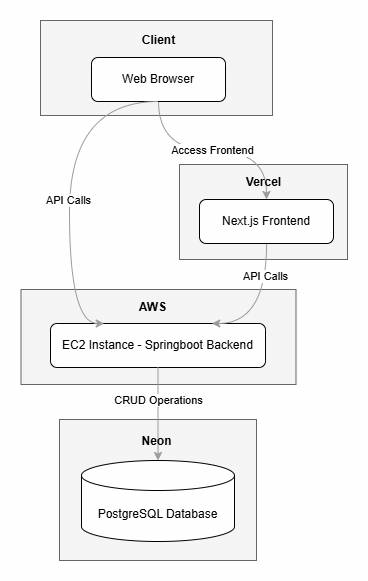 Client
Web Browser
Access Frontend
Vercel
API Calls
Next.js Frontend
API Calls
AWS
EC2 Instance - Springboot Backend
CRUD Operations
Neon
PostgreSQL Database